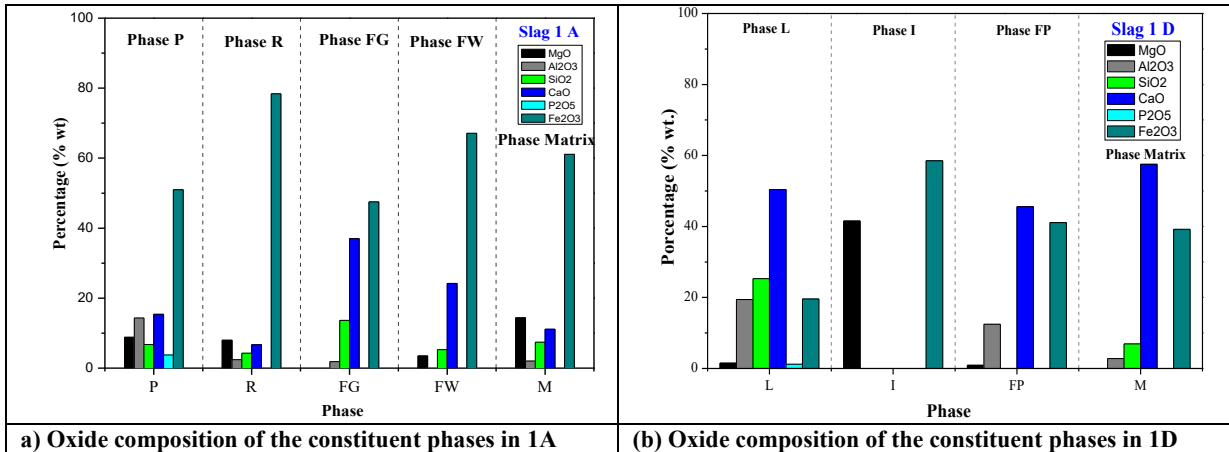 100
80
60
40
20
0
Percentage (% wt)
Phase P
Phase R
Phase FG
Phase FW
Slag 1 A
MgO
Al2O3
SiO2
CaO
P2O5
Fe2O3
Phase Matrix
P R FG FW M
Phase
a) Oxide composition of the constituent phases in 1A
100
80
60
40
20
0
Porcentage (% wt.)
Phase L
Phase I
Phase FP
Slag 1 D
MgO
Al2O3
SiO2
CaO
P2O5
Fe2O3
Phase Matrix
L I FP M
Phase
(b) Oxide composition of the constituent phases in 1D